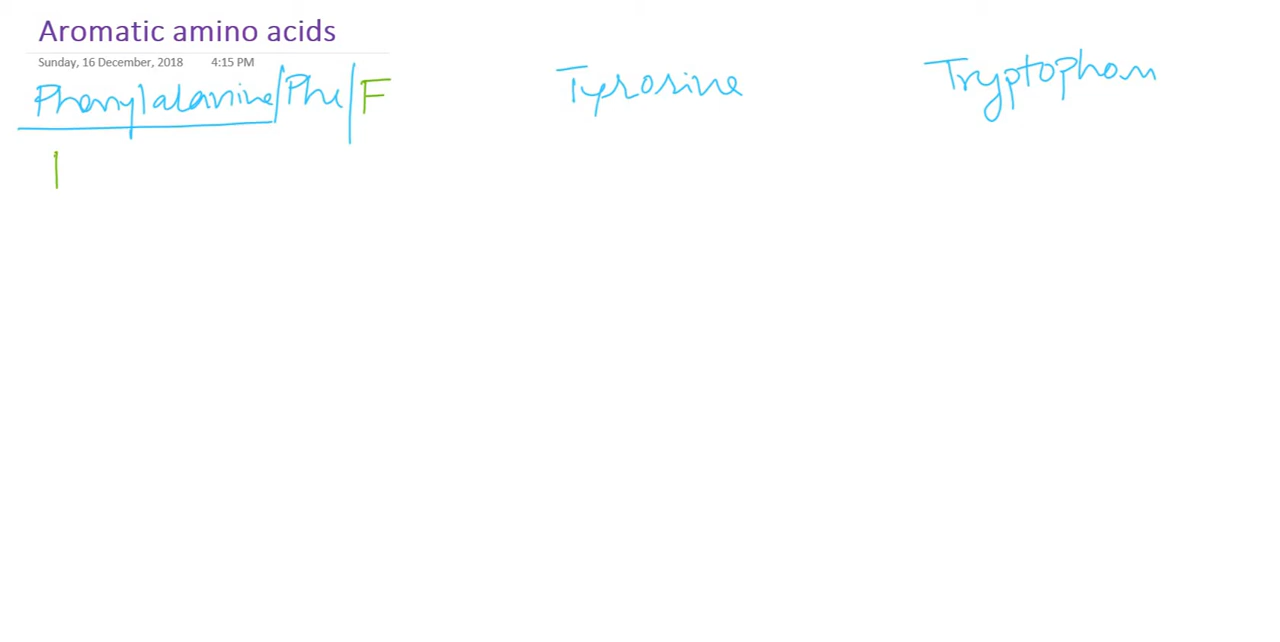 Aromatic amino acids
Sunday, 16 December, 2018 4:15 PM
Phenylalanine/Phe/F Tyrosine Tryptophan